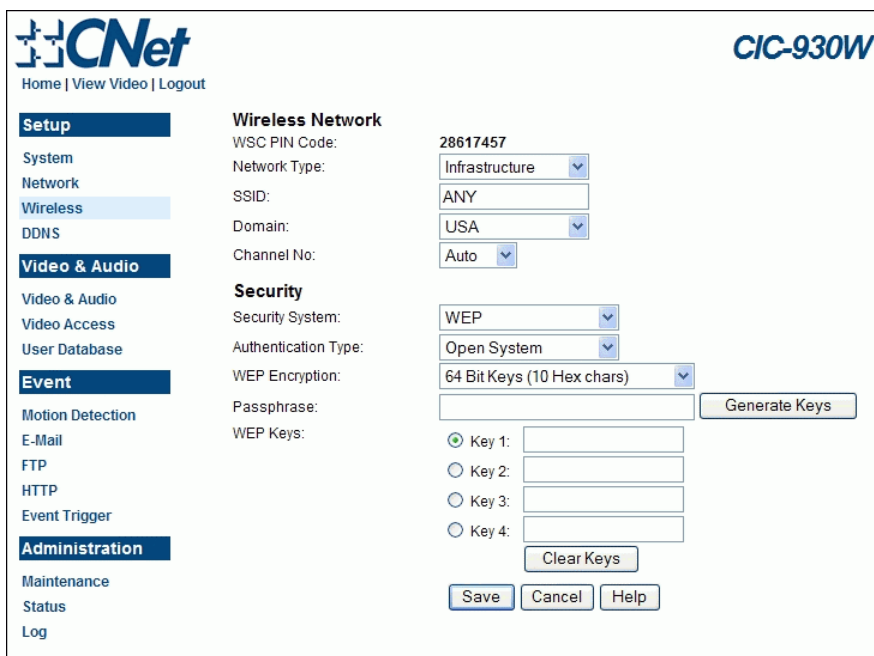 CNet
CIC-930W
Home | View Video | Logout
Setup
System
Network
Wireless
DDNS
Video & Audio
Video & Audio
Video Access
User Database
Event
Motion Detection
E-Mail
FTP
HTTP
Event Trigger
Administration
Maintenance
Status
Log
Wireless Network
WSC PIN Code: 28617457
Network Type: Infrastructure
SSID: ANY
Domain: USA
Channel No: Auto
Security
Security System: WEP
Authentication Type: Open System
WEP Encryption: 64 Bit Keys (10 Hex chars)
Passphrase: Generate Keys
WEP Keys: Key 1:
Key 2:
Key 3:
Key 4:
Clear Keys
Save Cancel Help